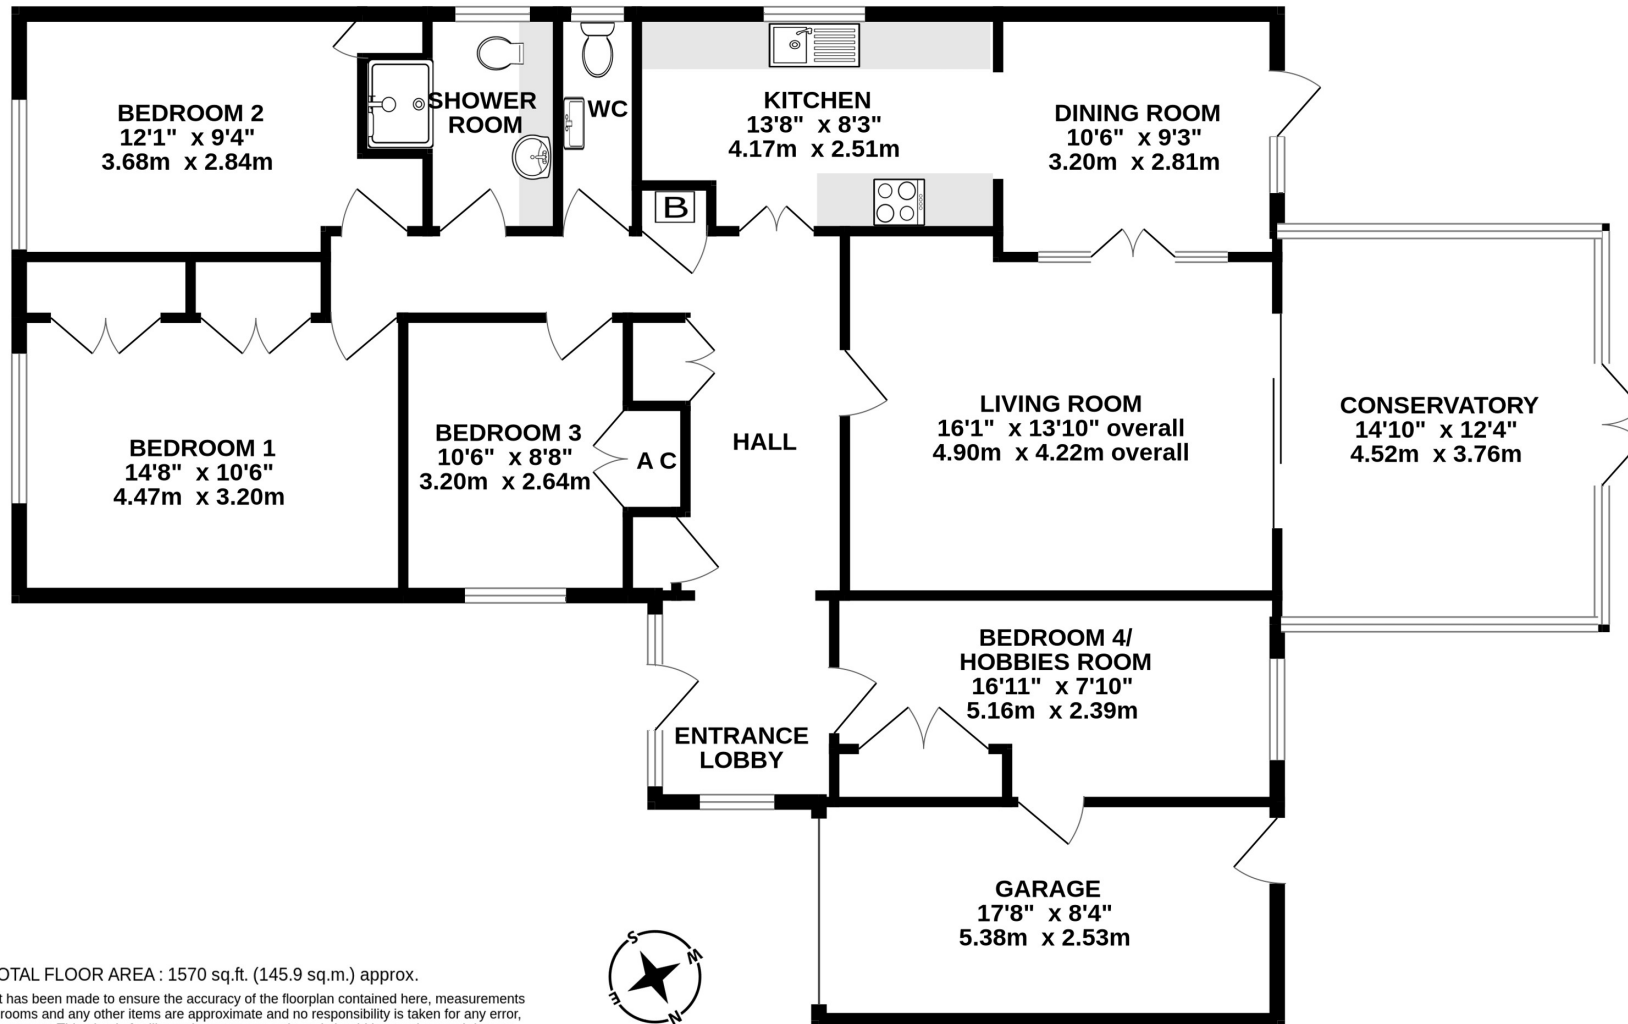 BEDROOM 2
12'1" x 9'4"
3.68m x 2.84m
SHOWER
ROOM
WC
KITCHEN
13'8" x 8'3"
4.17m x 2.51m
DINING ROOM
10'6" x 9'3"
3.20m x 2.81m
B
BEDROOM 1
14'8" x 10'6"
4.47m x 3.20m
BEDROOM 3
10'6" x 8'8"
3.20m x 2.64m
A C
HALL
LIVING ROOM
16'1" x 13'10" overall
4.90m x 4.22m overall
CONSERVATORY
14'10" x 12'4"
4.52m x 3.76m
BEDROOM 4/
HOBBIES ROOM
16'11" x 7'10"
5.16m x 2.39m
ENTRANCE
LOBBY
GARAGE
17'8" x 8'4"
5.38m x 2.53m
S
W
E
N
OTAL FLOOR AREA : 1570 sq.ft. (145.9 sq.m.) approx.
t has been made to ensure the accuracy of the floorplan contained here, measurements
rooms and any other items are approximate and no responsibility is taken for any error,